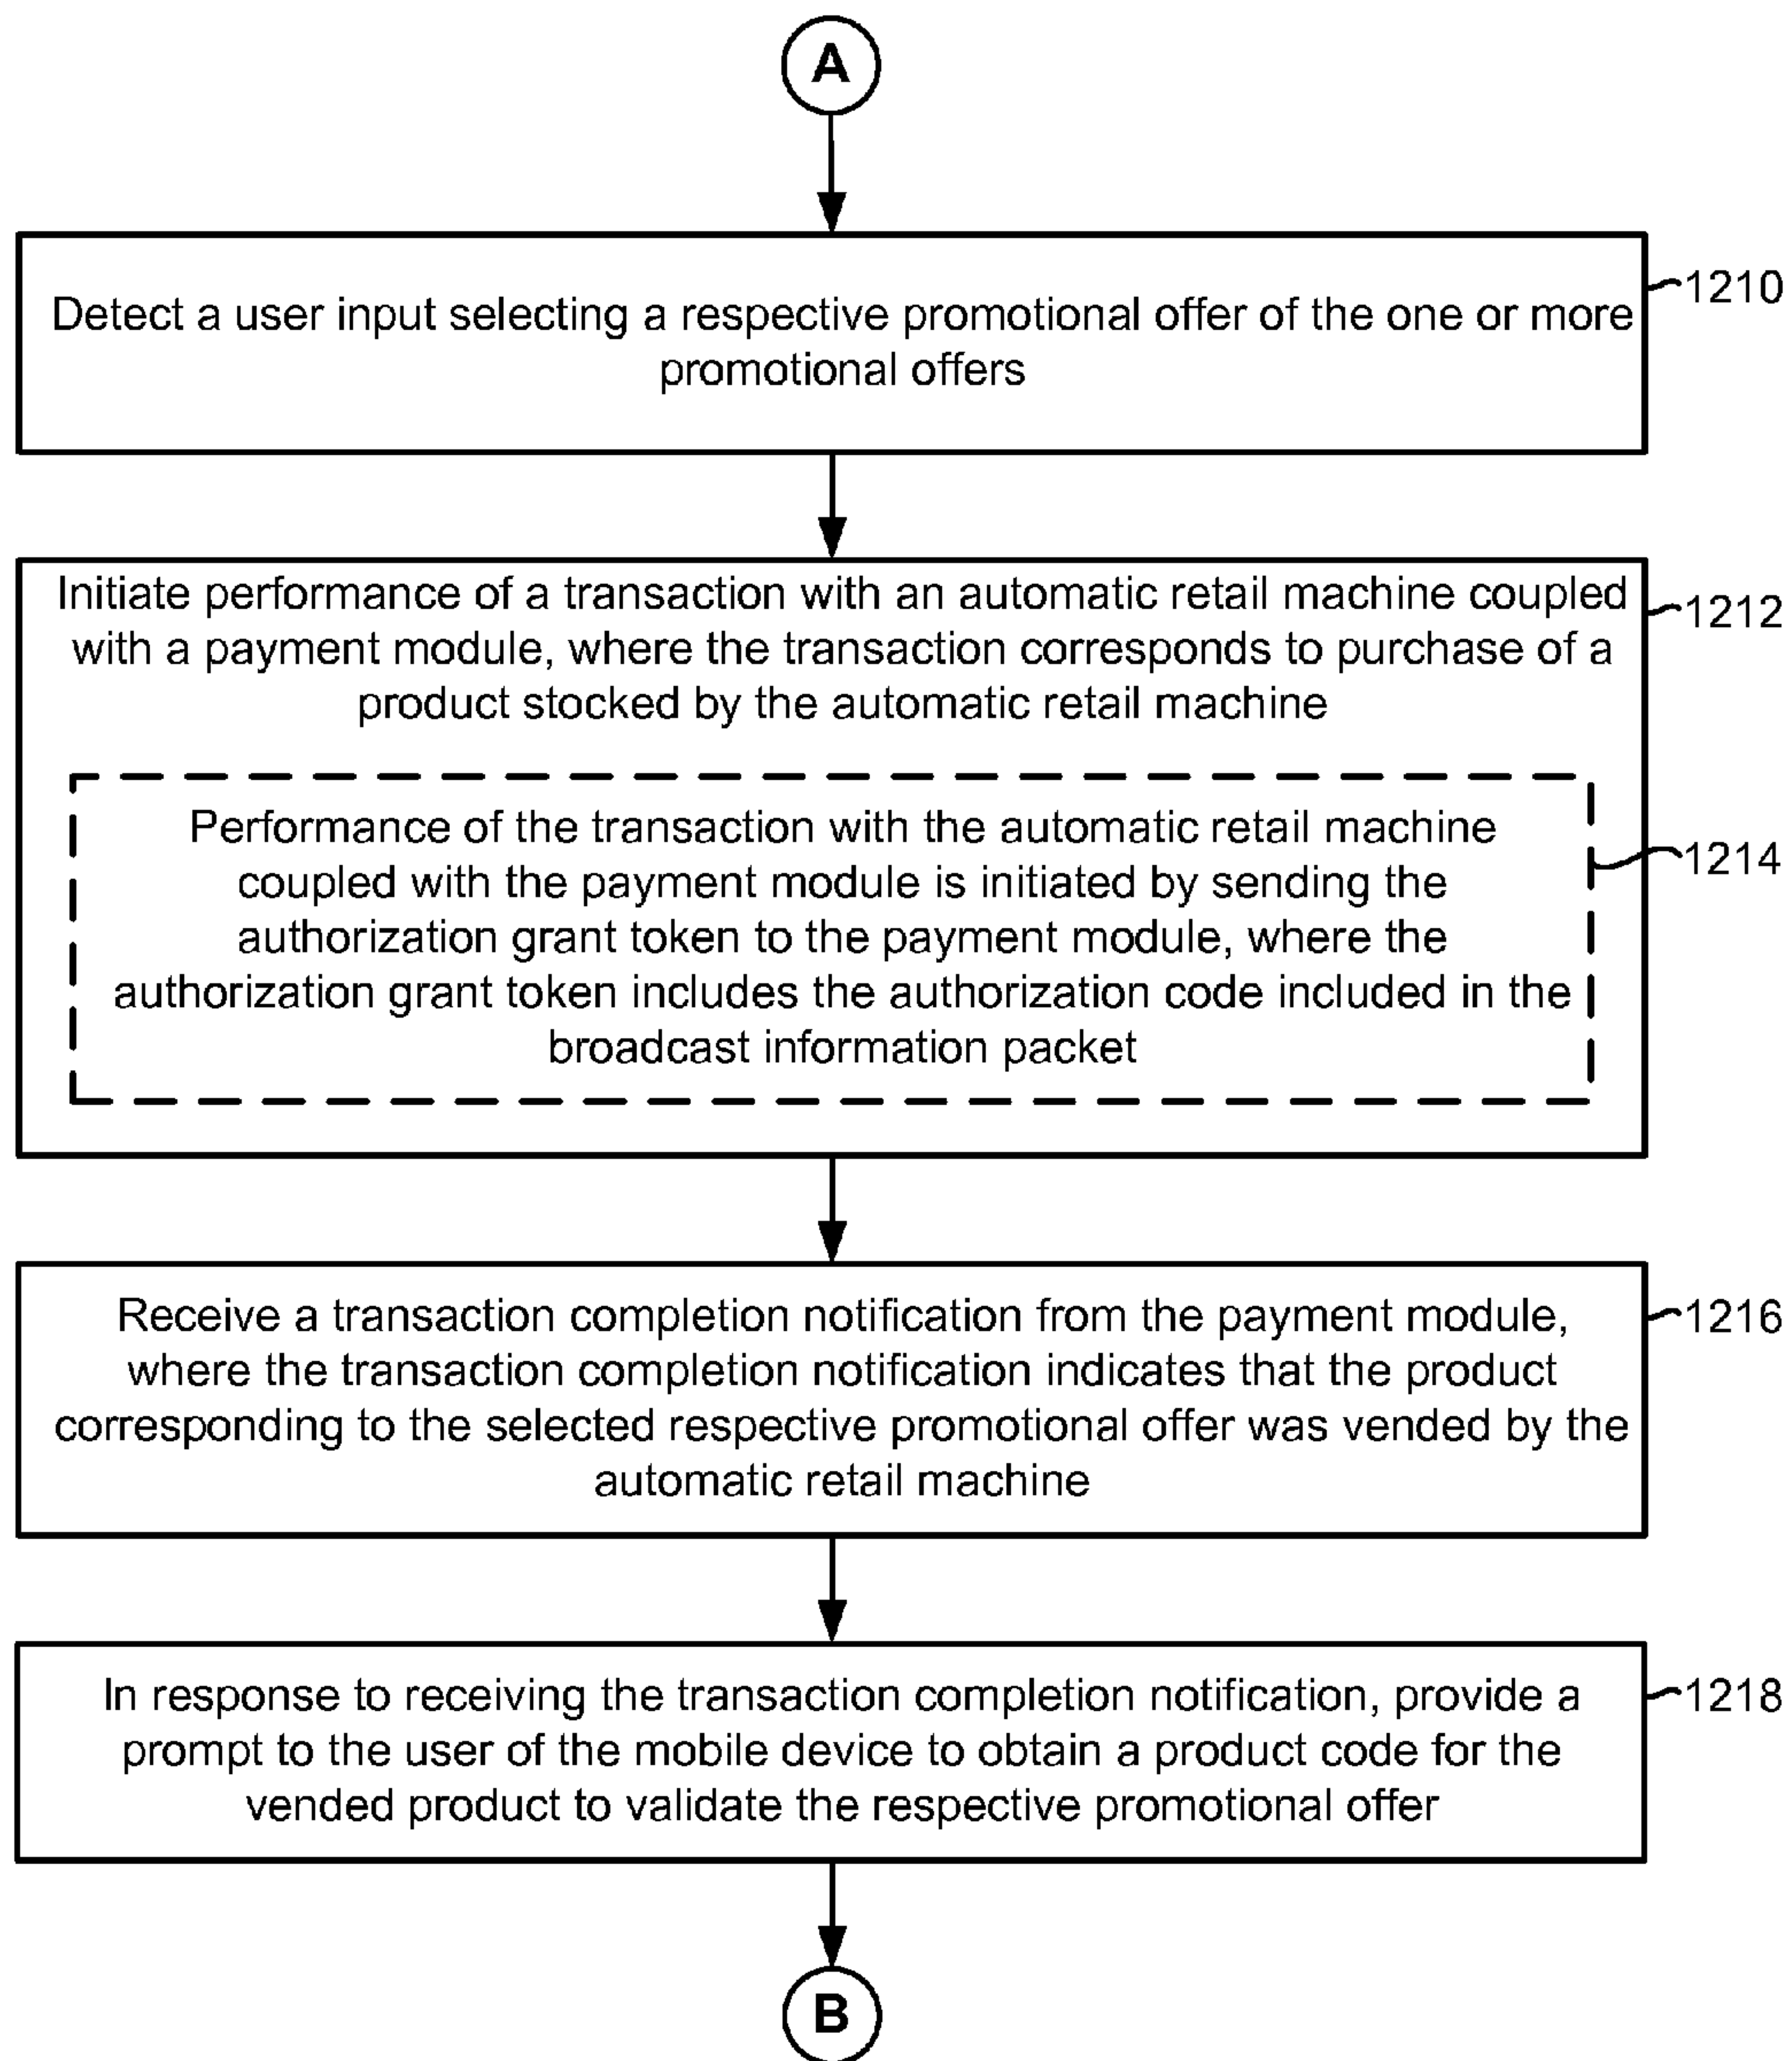 A
Detect a user input selecting a respective promotional offer of the one or more
promotional offers
1210
Initiate performance of a transaction with an automatic retail machine coupled
with a payment module, where the transaction corresponds to purchase of a
product stocked by the automatic retail machine
1212
Performance of the transaction with the automatic retail machine
coupled with the payment module is initiated by sending the
authorization grant token to the payment module, where the
authorization grant token includes the authorization code included in the
broadcast information packet
1214
Receive a transaction completion notification from the payment module,
where the transaction completion notification indicates that the product
corresponding to the selected respective promotional offer was vended by the
automatic retail machine
1216
In response to receiving the transaction completion notification, provide a
prompt to the user of the mobile device to obtain a product code for the
vended product to validate the respective promotional offer
1218
B